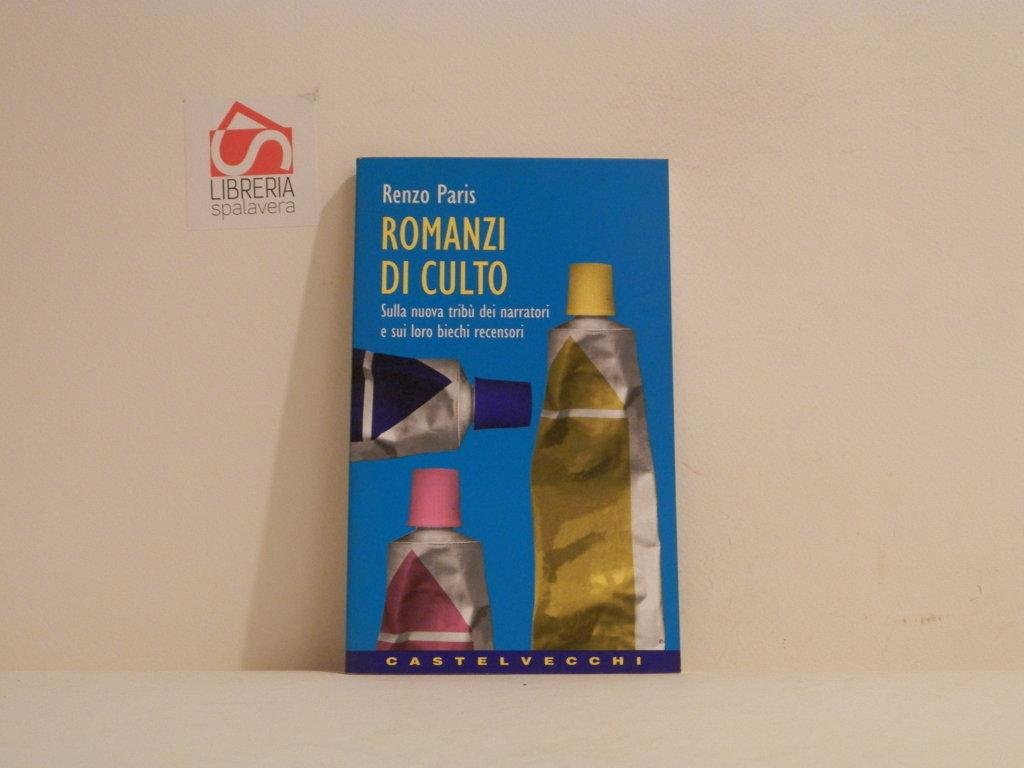 LIBRERIA
spalavera
Renzo Paris
ROMANZI
DI CULTO
Sulla nuova tribù dei narratori
e sui loro biechi recensori
CASTELVECCHI